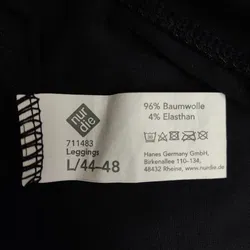 nur
die
711483
Leggings
L/44-48
96% Baumwolle
4% Elasthan
Hanes Germany GmbH,
Birkenallee 110-134,
48432 Rheine, www.nurdie.de